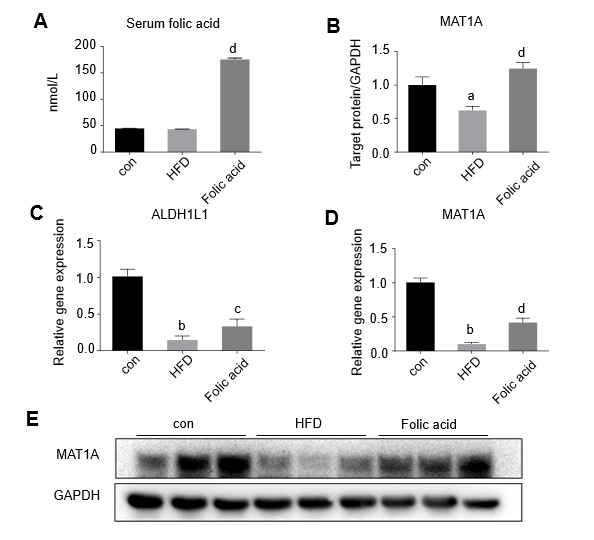 A
Serum folic acid
nmol/L
200
150
100
50
0
d
con
HFD
Folic acid
B
MAT1A
Target protein/GAPDH
1.5
1.0
0.5
0.0
a
d
con
HFD
Folic acid
C
ALDH1L1
Relative gene expression
1.5
1.0
0.5
0.0
b
c
con
HFD
Folic acid
D
MAT1A
Relative gene expression
1.5
1.0
0.5
0.0
b
d
con
HFD
Folic acid
E
con HFD Folic acid
MAT1A
GAPDH